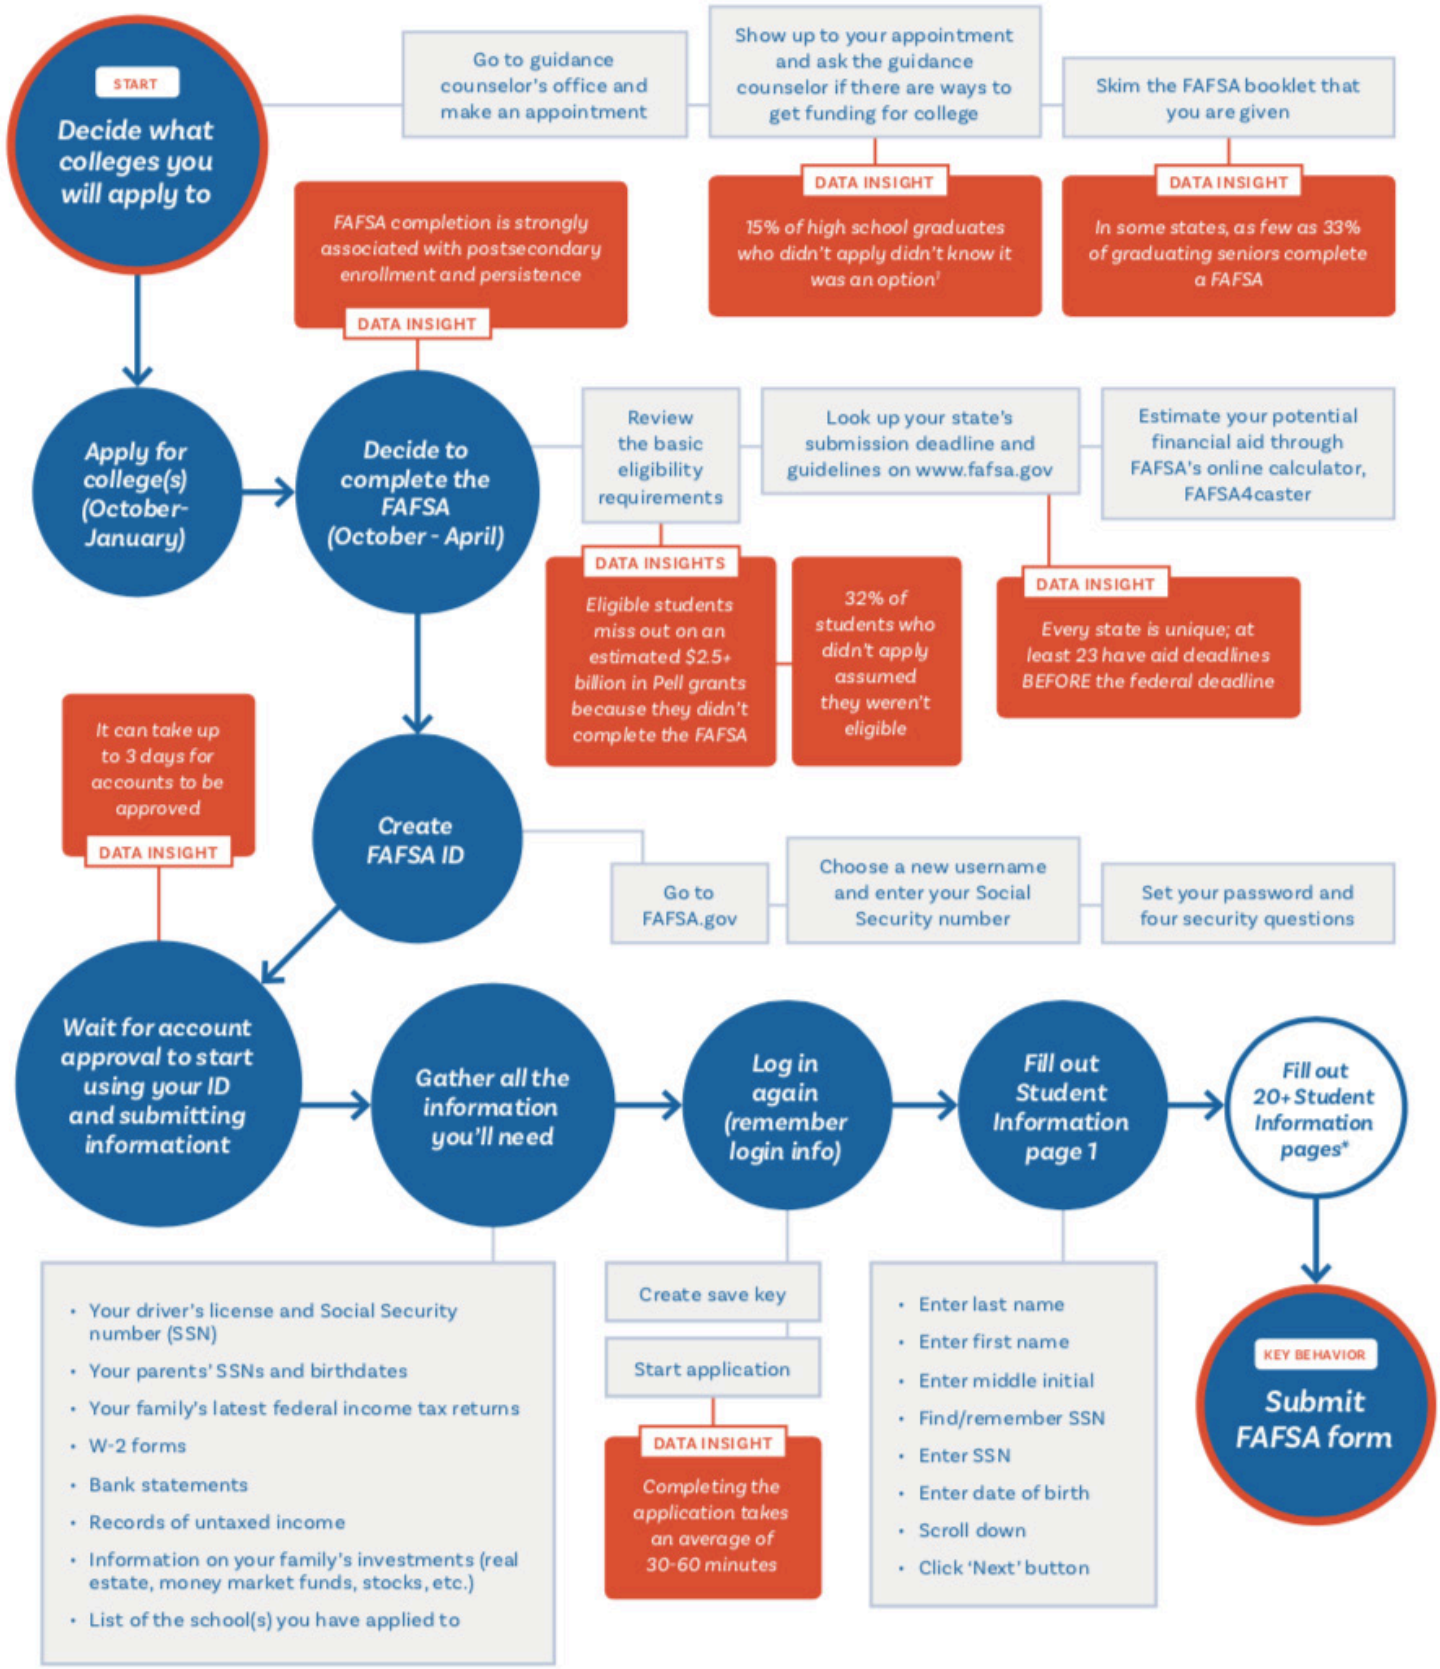 START
Decide what
colleges you
will apply to
Go to guidance
counselor's office and
make an appointment
Show up to your appointment
and ask the guidance
counselor if there are ways to
get funding for college
Skim the FAFSA booklet that
you are given
DATA INSIGHT
15% of high school graduates
who didn't apply didn't know it
was an option¹
DATA INSIGHT
In some states, as few as 33%
of graduating seniors complete
a FAFSA
FAFSA completion is strongly
associated with postsecondary
enrollment and persistence
DATA INSIGHT
Apply for
college(s)
(October-
January)
Decide to
complete the
FAFSA
(October - April)
Review
the basic
eligibility
requirements
Look up your state's
submission deadline and
guidelines on www.fafsa.gov
Estimate your potential
financial aid through
FAFSA's online calculator,
FAFSA4caster
DATA INSIGHTS
Eligible students
miss out on an
estimated $2.5+
billion in Pell grants
because they didn't
complete the FAFSA
32% of
students who
didn't apply
assumed
they weren't
eligible
DATA INSIGHT
Every state is unique; at
least 23 have aid deadlines
BEFORE the federal deadline
It can take up
to 3 days for
accounts to be
approved
DATA INSIGHT
Create
FAFSA ID
Go to
FAFSA.gov
Choose a new username
and enter your Social
Security number
Set your password and
four security questions
Wait for account
approval to start
using your ID
and submitting
informationt
Gather all the
information
you'll need
Log in
again
(remember
login info)
Fill out
Student
Information
page 1
Fill out
20+ Student
Information
pages*
• Your driver's license and Social Security
number (SSN)
• Your parents' SSNs and birthdates
• Your family's latest federal income tax returns
• W-2 forms
• Bank statements
• Records of untaxed income
• Information on your family's investments (real
estate, money market funds, stocks, etc.)
• List of the school(s) you have applied to
Create save key
Start application
DATA INSIGHT
Completing the
application takes
an average of
30-60 minutes
• Enter last name
• Enter first name
• Enter middle initial
• Find/remember SSN
• Enter SSN
• Enter date of birth
• Scroll down
• Click 'Next' button
KEY BEHAVIOR
Submit
FAFSA form